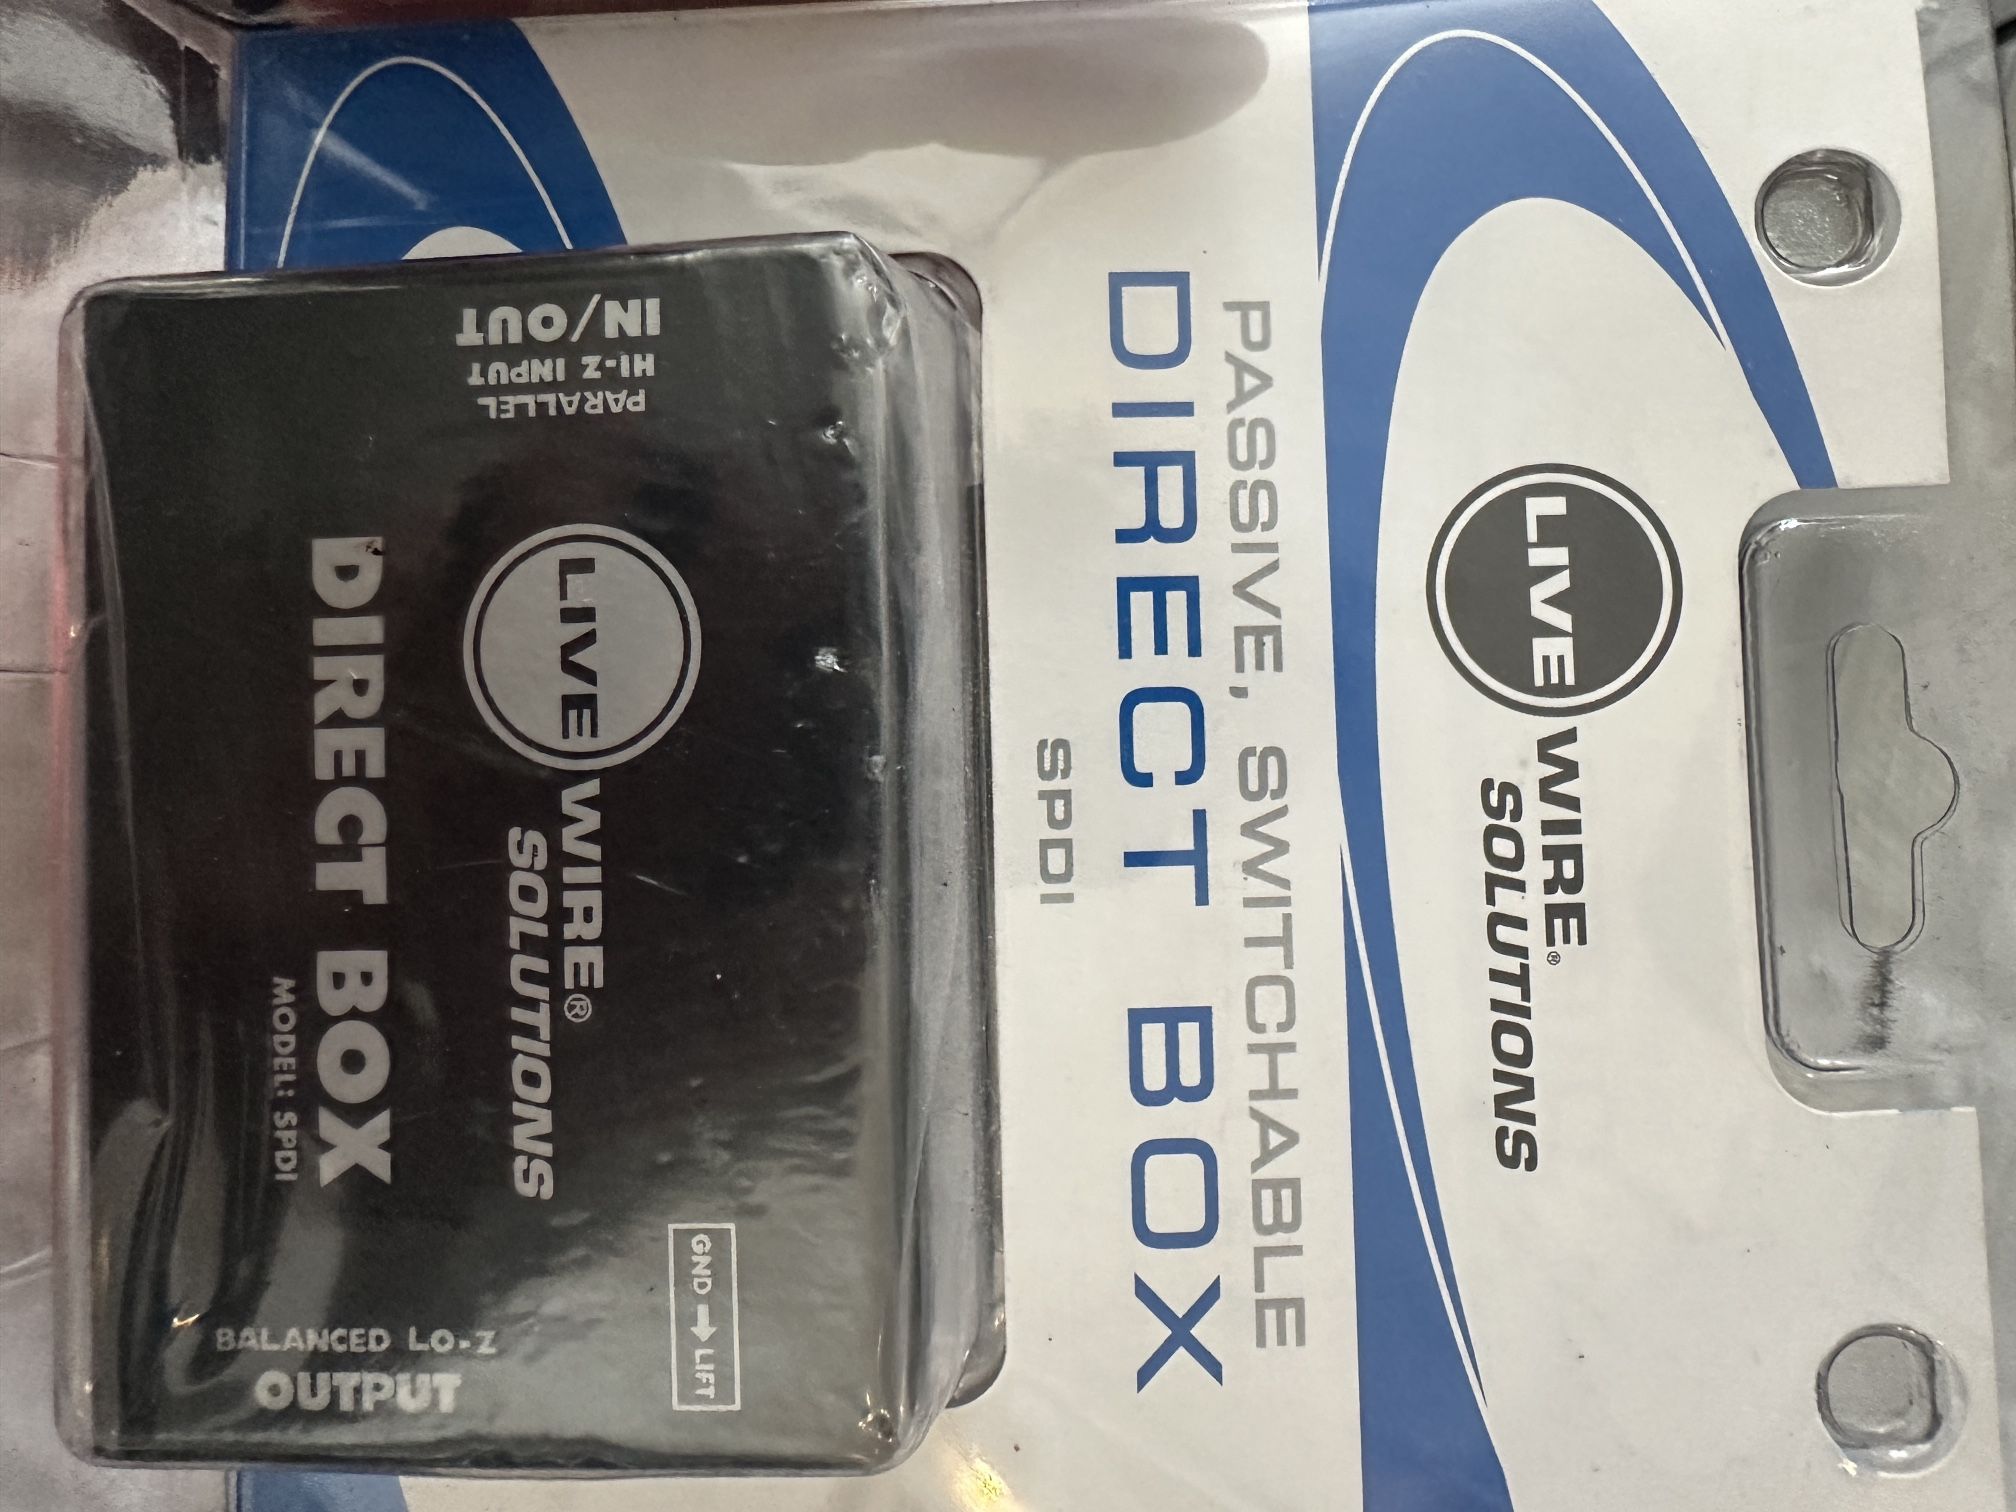 LIVE WIRE®
SOLUTIONS
PASSIVE, SWITCHABLE
DIRECT BOX
SPDI
IN/OUT
HI-Z INPUT
PARALLEL
LIVE WIRE®
SOLUTIONS
DIRECT BOX
MODEL: SPDI
GND LIFT
BALANCED LO-Z
OUTPUT